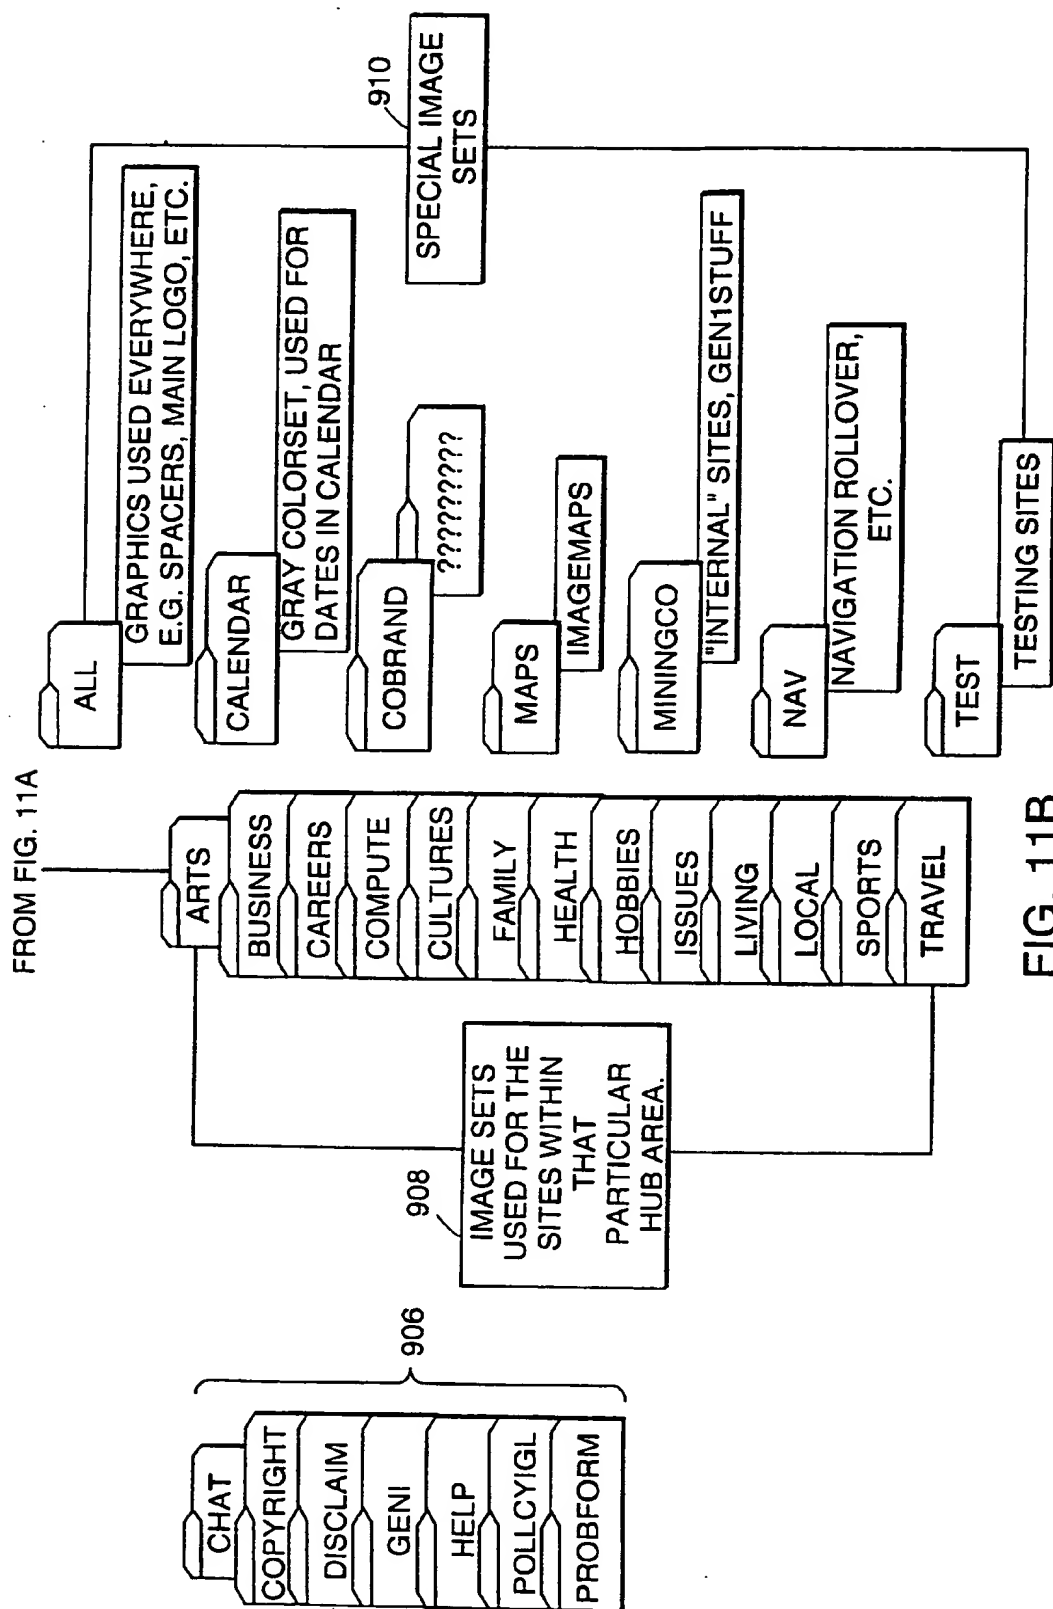 FROM FIG. 11A
906
CHAT
COPYRIGHT
DISCLAIM
GENI
HELP
POLLCYIGL
PROBFORM
908
IMAGE SETS
USED FOR THE
SITES WITHIN
THAT
PARTICULAR
HUB AREA.
ARTS
BUSINESS
CAREERS
COMPUTE
CULTURES
FAMILY
HEALTH
HOBBIES
ISSUES
LIVING
LOCAL
SPORTS
TRAVEL
ALL
GRAPHICS USED EVERYWHERE,
E.G. SPACERS, MAIN LOGO, ETC.
CALENDAR
GRAY COLORSET, USED FOR
DATES IN CALENDAR
COBRAND
?????????
MAPS
IMAGEMAPS
MININGCO
"INTERNAL" SITES, GEN1STUFF
NAV
NAVIGATION ROLLOVER,
ETC.
TEST
TESTING SITES
910
SPECIAL IMAGE
SETS
FIG. 11B